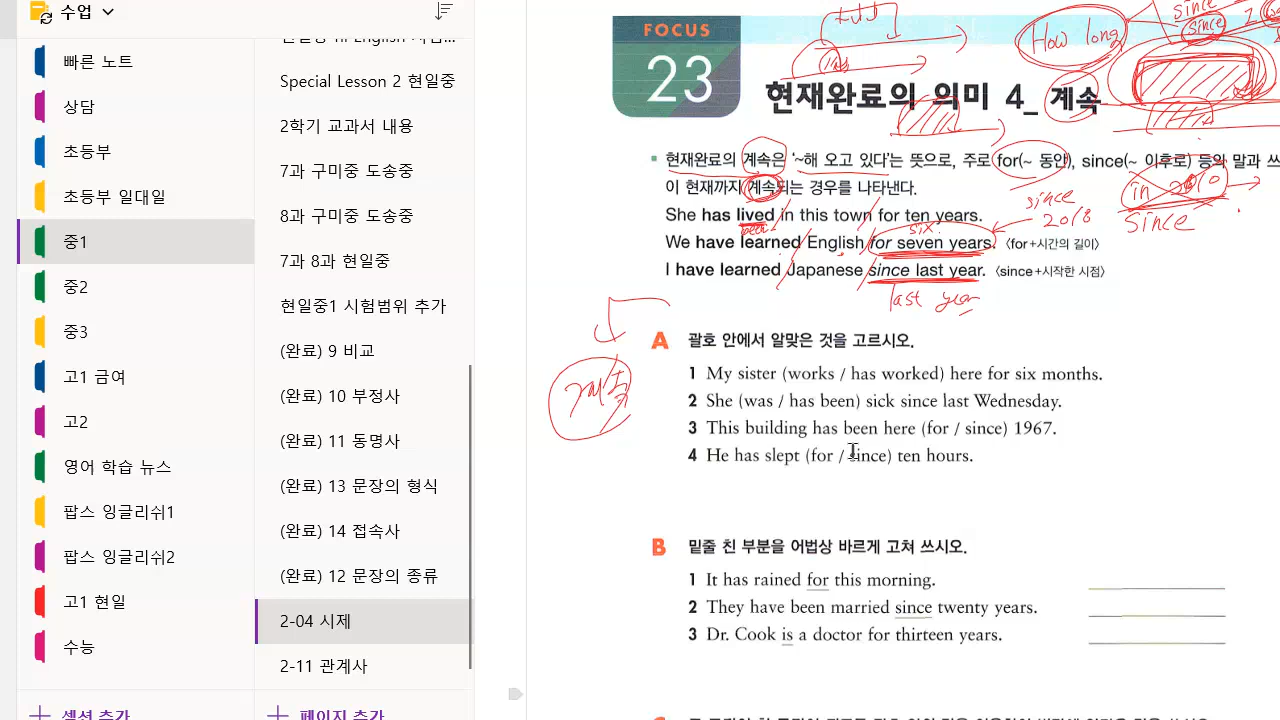 수업
빠른 노트
상담
초등부
초등부 일대일
중1
중2
중3
고1 금여
고2
영어 학습 뉴스
팝스 잉글리쉬1
팝스 잉글리쉬2
고1 현일
수능
섹션 추가
Special Lesson 2 현일중
2학기 교과서 내용
7과 구미중 도송중
8과 구미중 도송중
7과 8과 현일중
현일중1 시험범위 추가
(완료) 9 비교
(완료) 10 부정사
(완료) 11 동명사
(완료) 13 문장의 형식
(완료) 14 접속사
(완료) 12 문장의 종류
2-04 시제
2-11 관계사
페이지 추가
FOCUS
23
현재완료의 의미 4_ 계속
How long
since
since
현재완료의 계속은 '~해 오고 있다'는 뜻으로, 주로 for(~ 동안), since(~ 이후로) 등의 말과 쓰
이 현재까지 계속되는 경우를 나타낸다.
in 2010
since
since
2018
She has lived in this town for ten years.
been
six
We have learned English for seven years. 〈for+시간의 길이〉
I have learned Japanese since last year. 〈since+시작한 시점〉
last year
계속
A 괄호 안에서 알맞은 것을 고르시오.
1 My sister (works / has worked) here for six months.
2 She (was / has been) sick since last Wednesday.
3 This building has been here (for / since) 1967.
4 He has slept (for / since) ten hours.
B 밑줄 친 부분을 어법상 바르게 고쳐 쓰시오.
1 It has rained for this morning.
2 They have been married since twenty years.
3 Dr. Cook is a doctor for thirteen years.